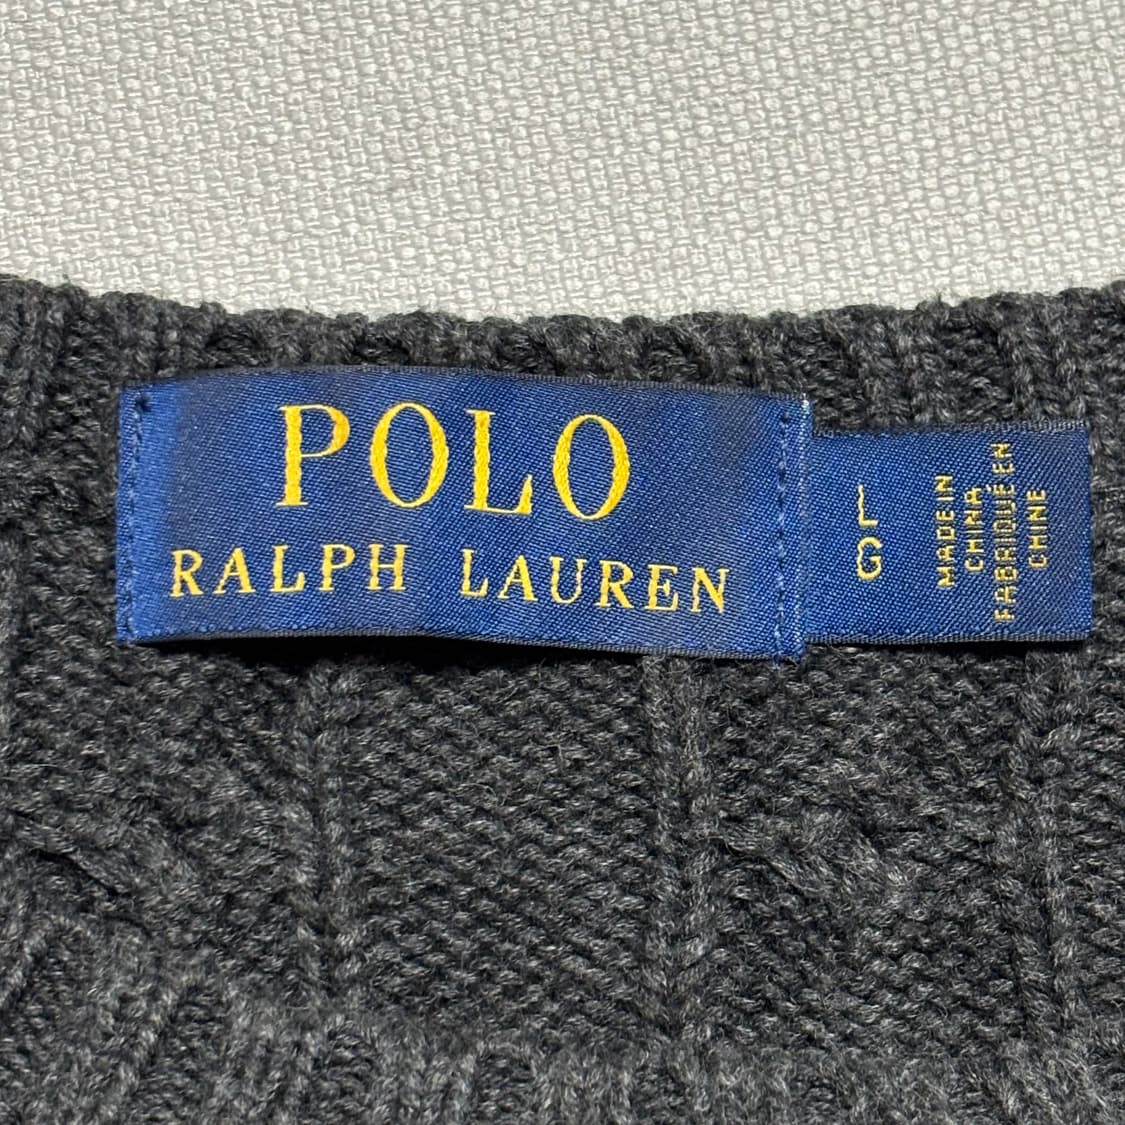 POLO
RALPH LAUREN
L
G
MADE IN
CHINA
FABRIQUÉ EN
CHINE